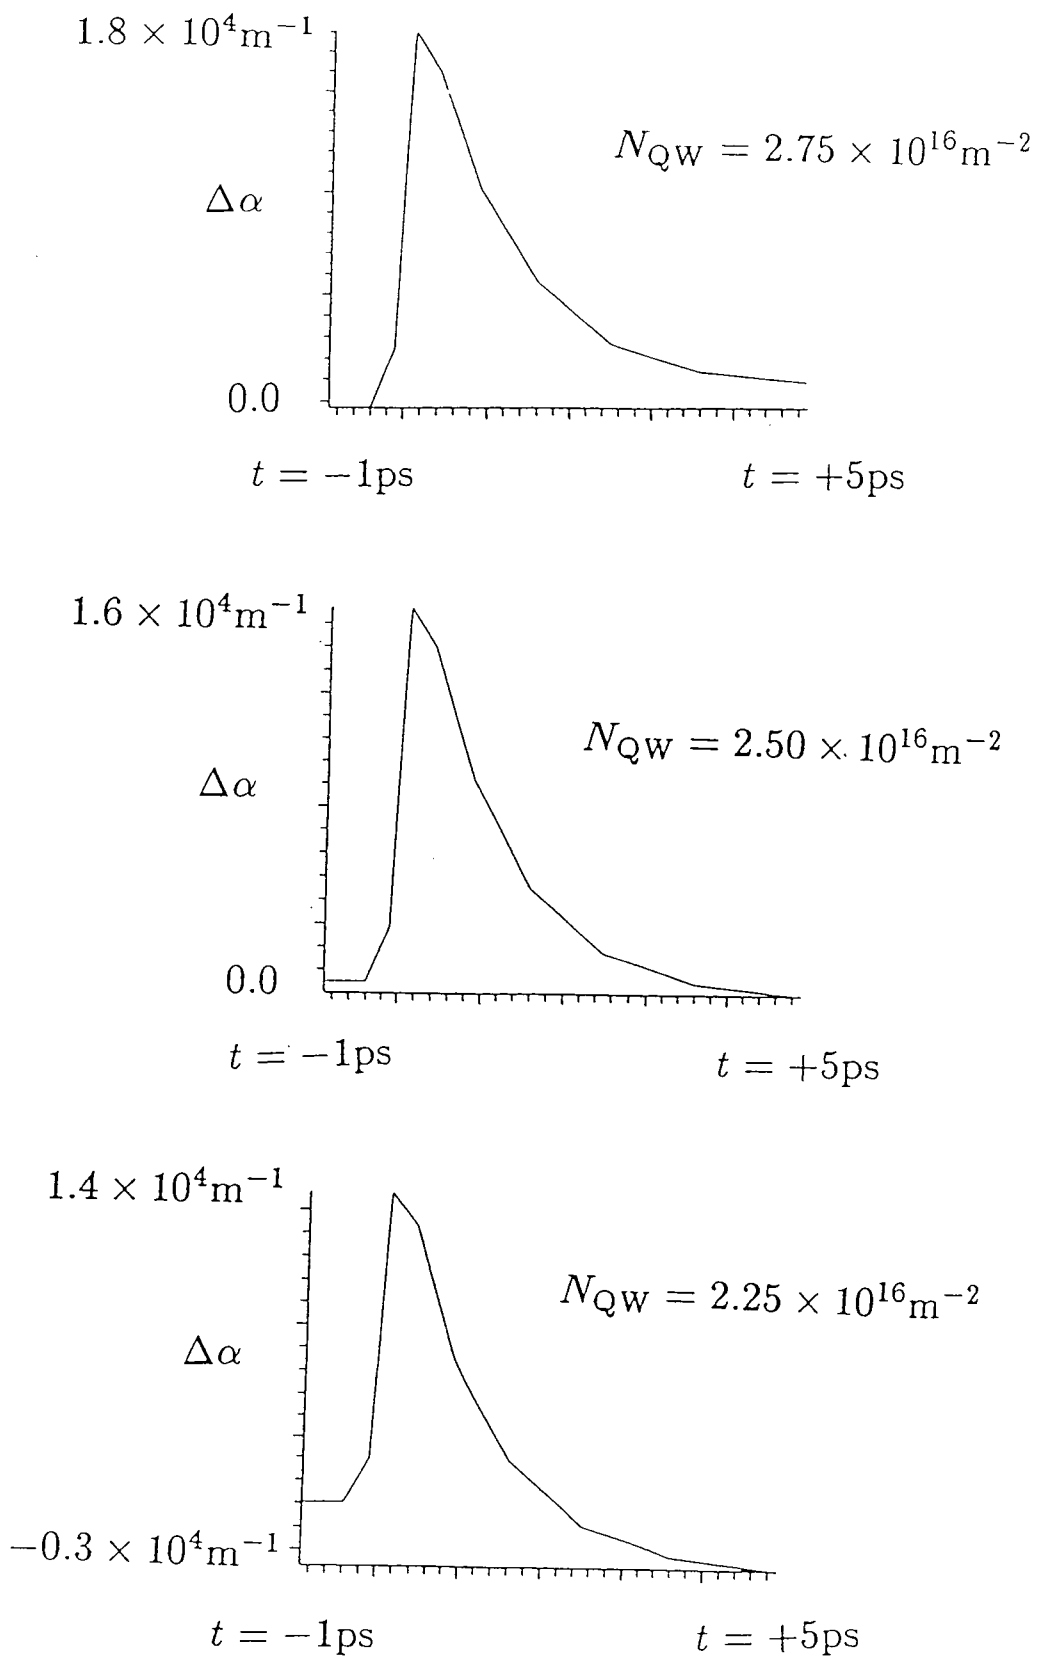 1.8 × 10⁴m⁻¹
N_QW = 2.75 × 10¹⁶m⁻²
Δα
0.0
t = −1ps t = +5ps
1.6 × 10⁴m⁻¹
N_QW = 2.50 × 10¹⁶m⁻²
Δα
0.0
t = −1ps t = +5ps
1.4 × 10⁴m⁻¹
N_QW = 2.25 × 10¹⁶m⁻²
Δα
−0.3 × 10⁴m⁻¹
t = −1ps t = +5ps